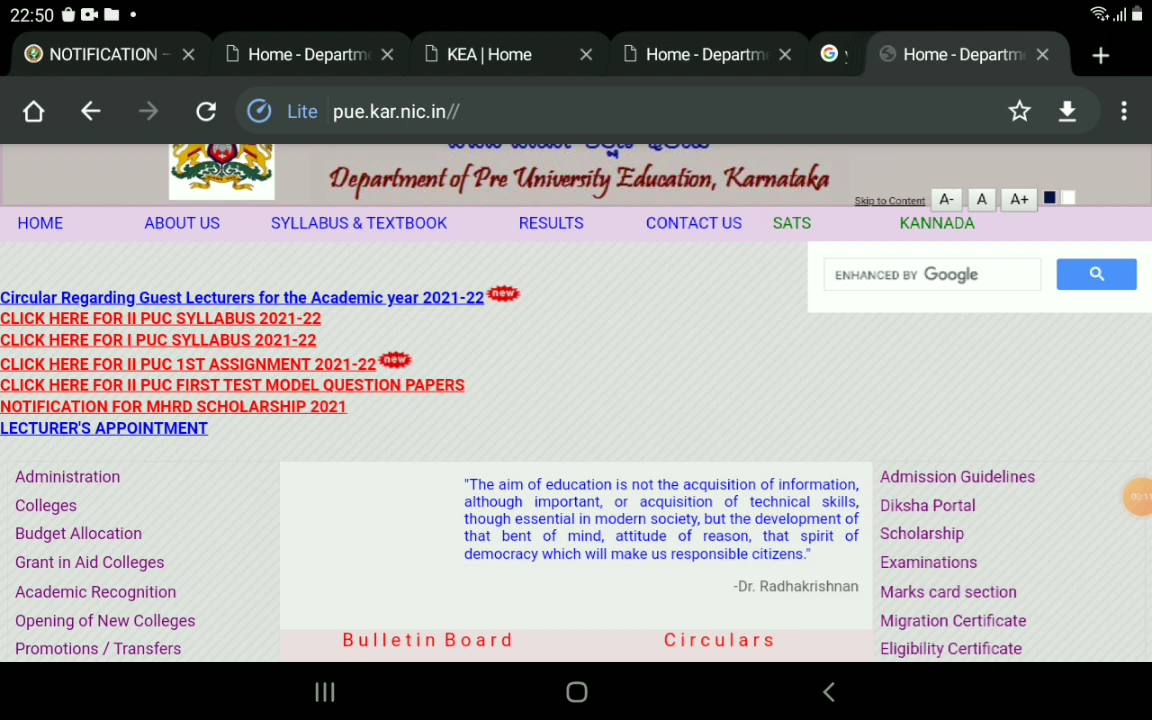 22:50
NOTIFICATION -
Home - Departm
KEA | Home
Home - Departm
Home - Departm
Lite pue.kar.nic.in//
Department of Pre University Education, Karnataka
Skip to Content A- A A+
HOME ABOUT US SYLLABUS & TEXTBOOK RESULTS CONTACT US SATS KANNADA
ENHANCED BY Google
Circular Regarding Guest Lecturers for the Academic year 2021-22 new
CLICK HERE FOR II PUC SYLLABUS 2021-22
CLICK HERE FOR I PUC SYLLABUS 2021-22
CLICK HERE FOR II PUC 1ST ASSIGNMENT 2021-22 new
CLICK HERE FOR II PUC FIRST TEST MODEL QUESTION PAPERS
NOTIFICATION FOR MHRD SCHOLARSHIP 2021
LECTURER'S APPOINTMENT
Administration
Colleges
Budget Allocation
Grant in Aid Colleges
Academic Recognition
Opening of New Colleges
Promotions / Transfers
"The aim of education is not the acquisition of information,
although important, or acquisition of technical skills,
though essential in modern society, but the development of
that bent of mind, attitude of reason, that spirit of
democracy which will make us responsible citizens."
-Dr. Radhakrishnan
Bulletin Board
Circulars
Admission Guidelines
Diksha Portal
Scholarship
Examinations
Marks card section
Migration Certificate
Eligibility Certificate